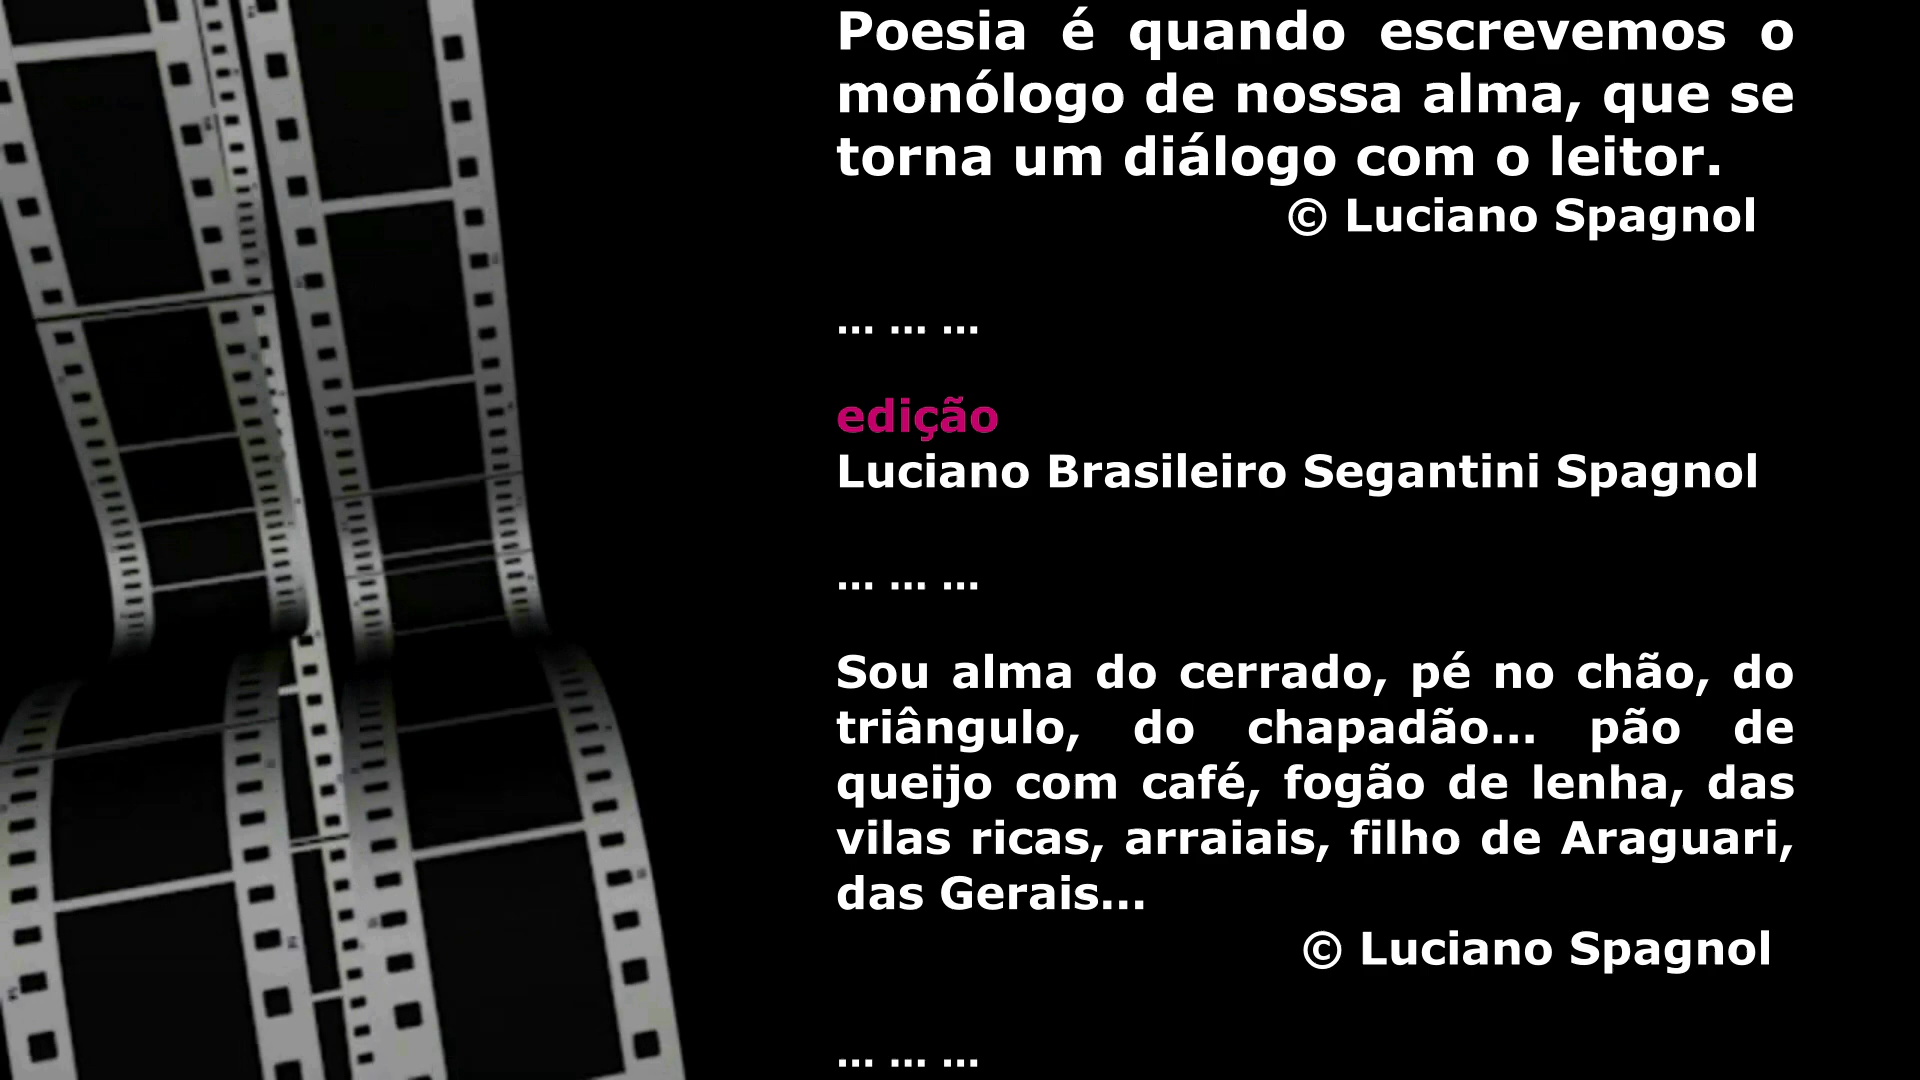 Poesia é quando escrevemos o
monólogo de nossa alma, que se
torna um diálogo com o leitor.
© Luciano Spagnol
... ... ...
edição
Luciano Brasileiro Segantini Spagnol
... ... ...
Sou alma do cerrado, pé no chão, do
triângulo, do chapadão... pão de
queijo com café, fogão de lenha, das
vilas ricas, arraiais, filho de Araguari,
das Gerais...
© Luciano Spagnol
... ... ...